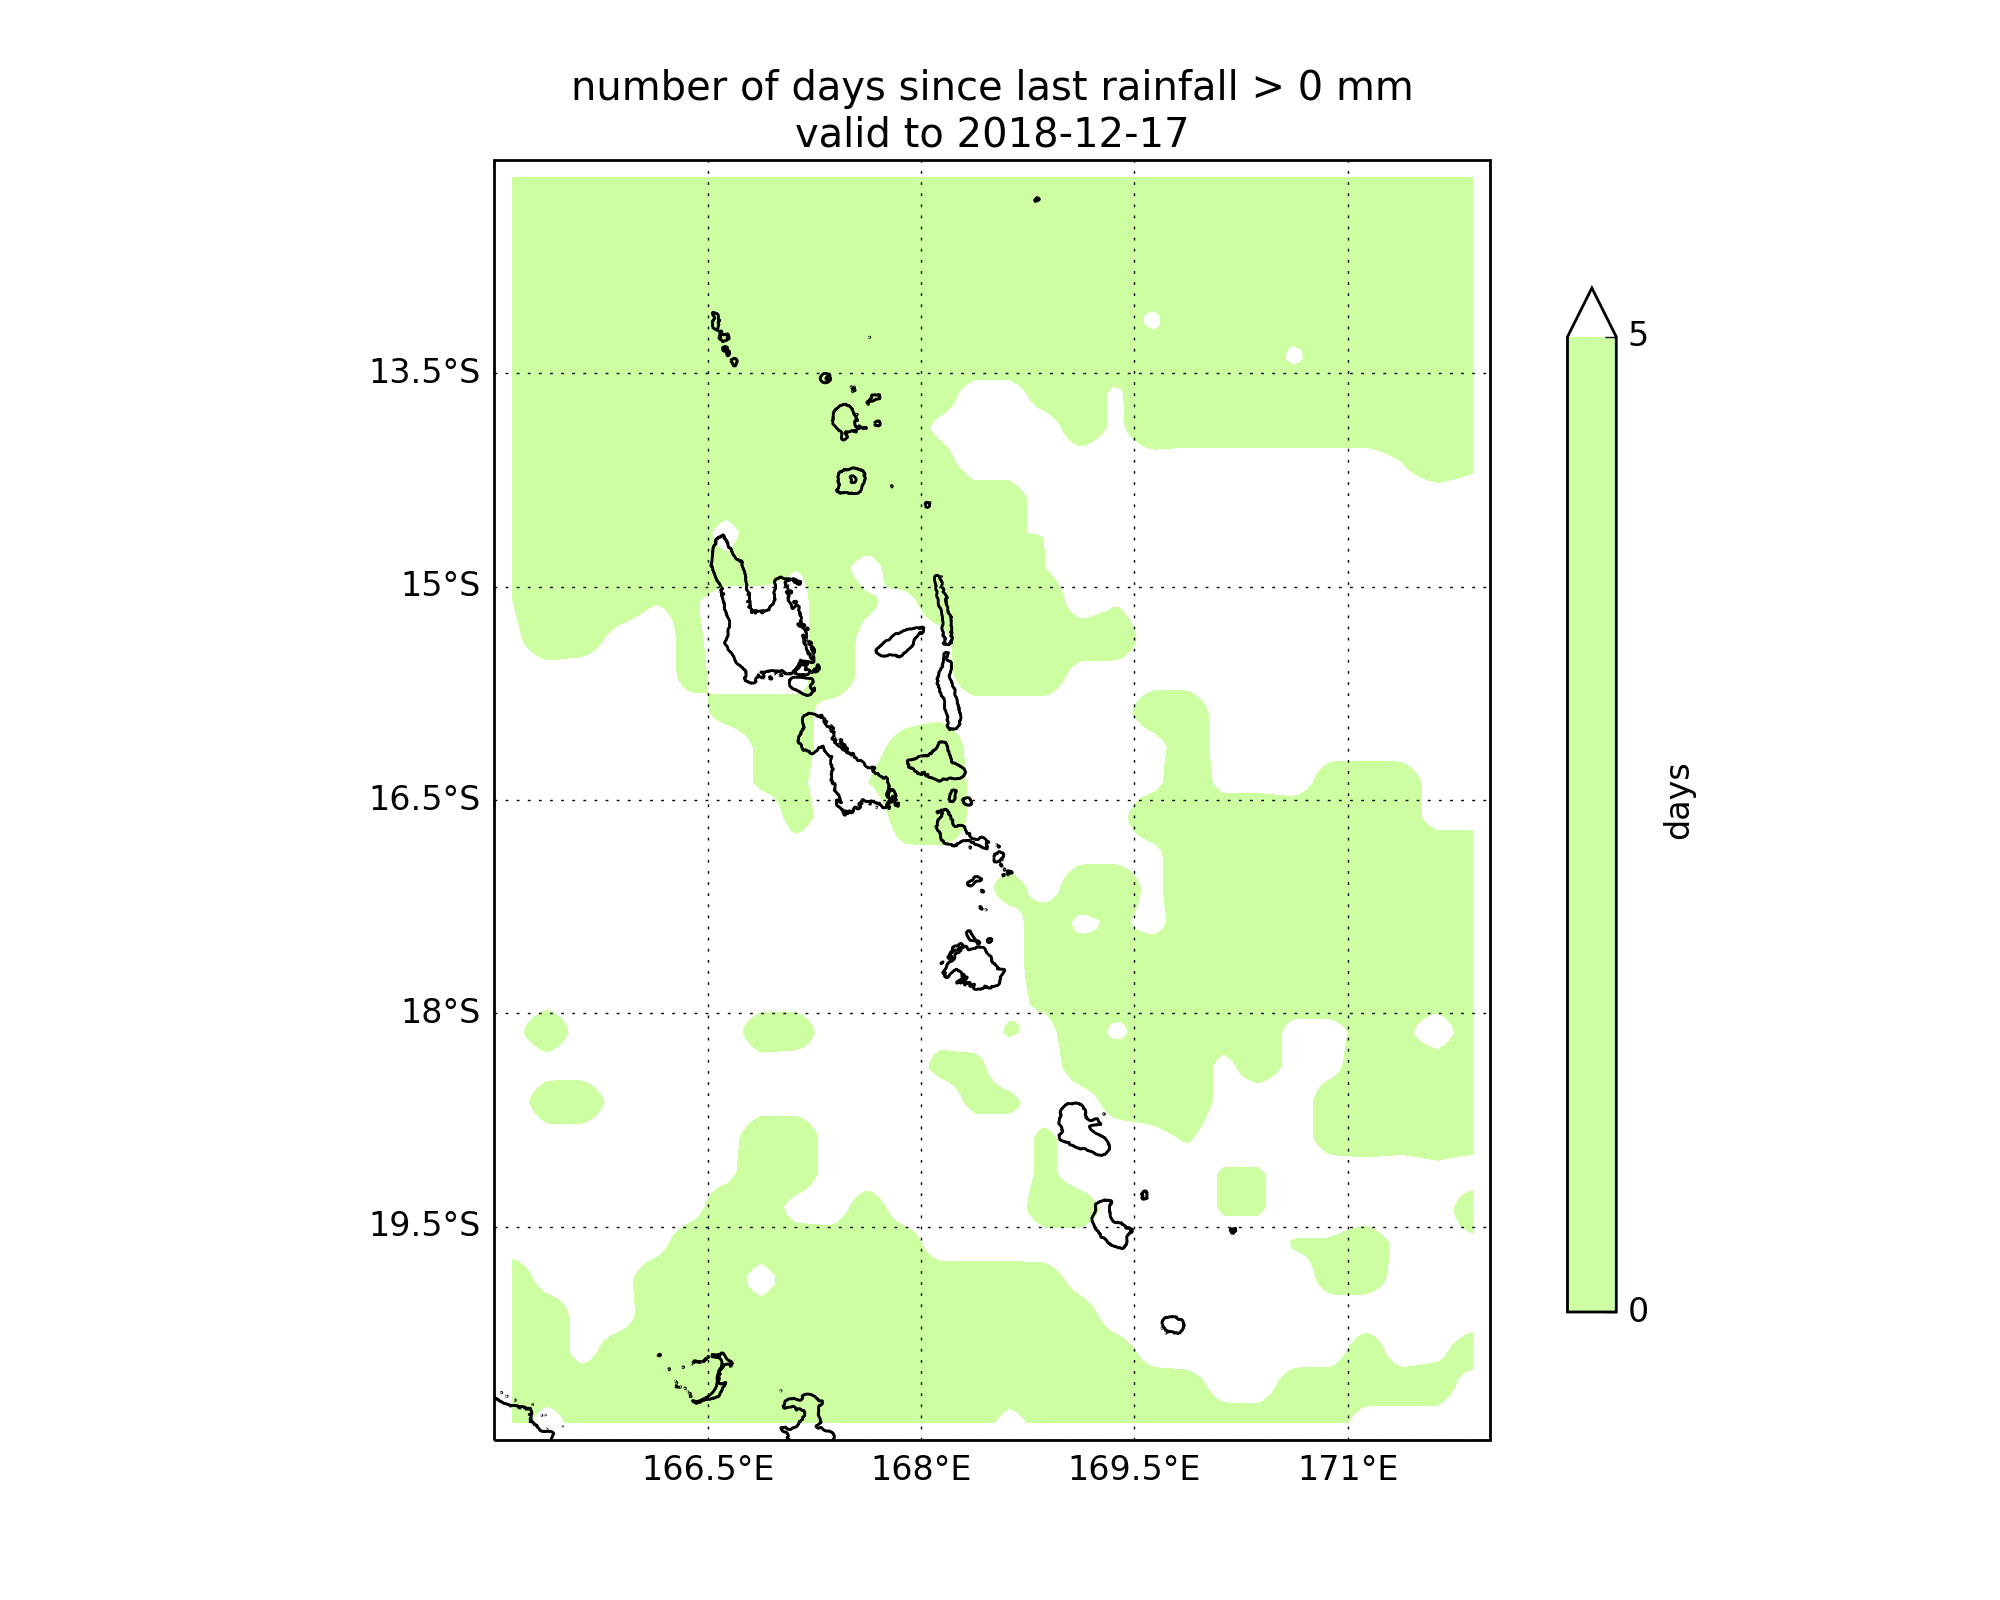 number of days since last rainfall > 0 mm
valid to 2018-12-17
13.5°S
15°S
16.5°S
18°S
19.5°S
166.5°E
168°E
169.5°E
171°E
5
0
days